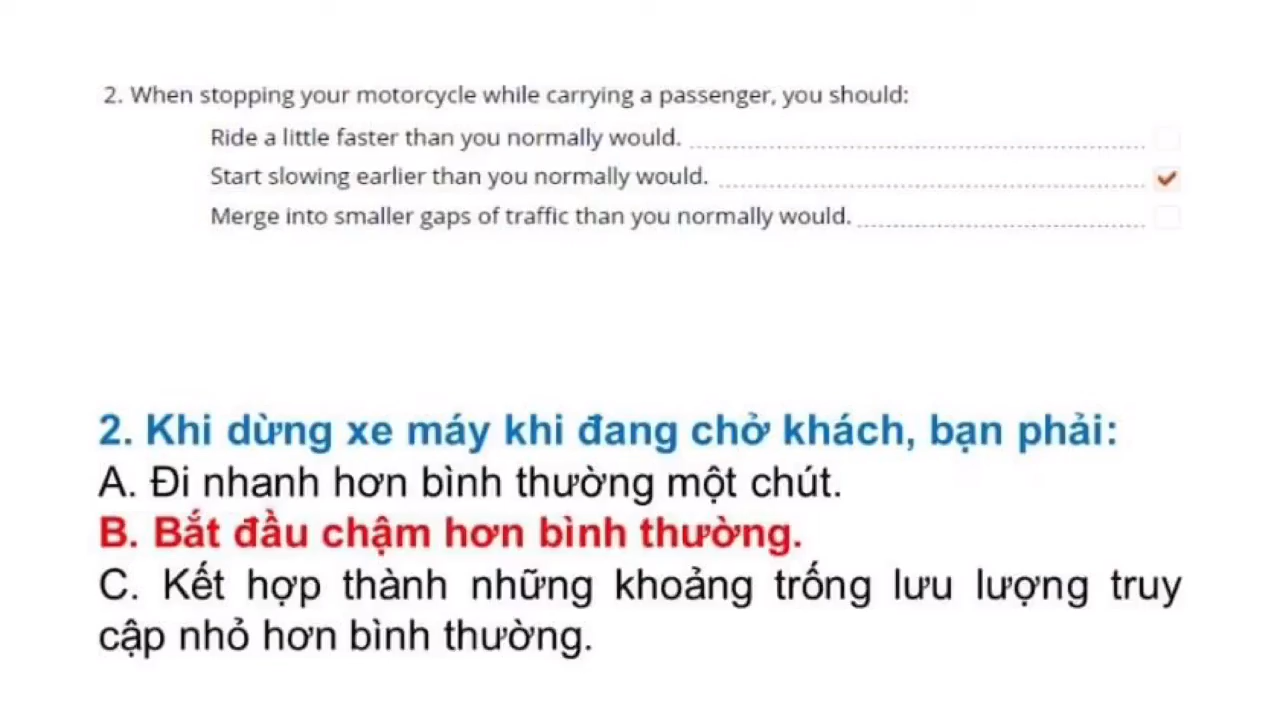 2. When stopping your motorcycle while carrying a passenger, you should:
Ride a little faster than you normally would.
Start slowing earlier than you normally would.
Merge into smaller gaps of traffic than you normally would.
2. Khi dừng xe máy khi đang chở khách, bạn phải:
A. Đi nhanh hơn bình thường một chút.
B. Bắt đầu chậm hơn bình thường.
C. Kết hợp thành những khoảng trống lưu lượng truy
cập nhỏ hơn bình thường.